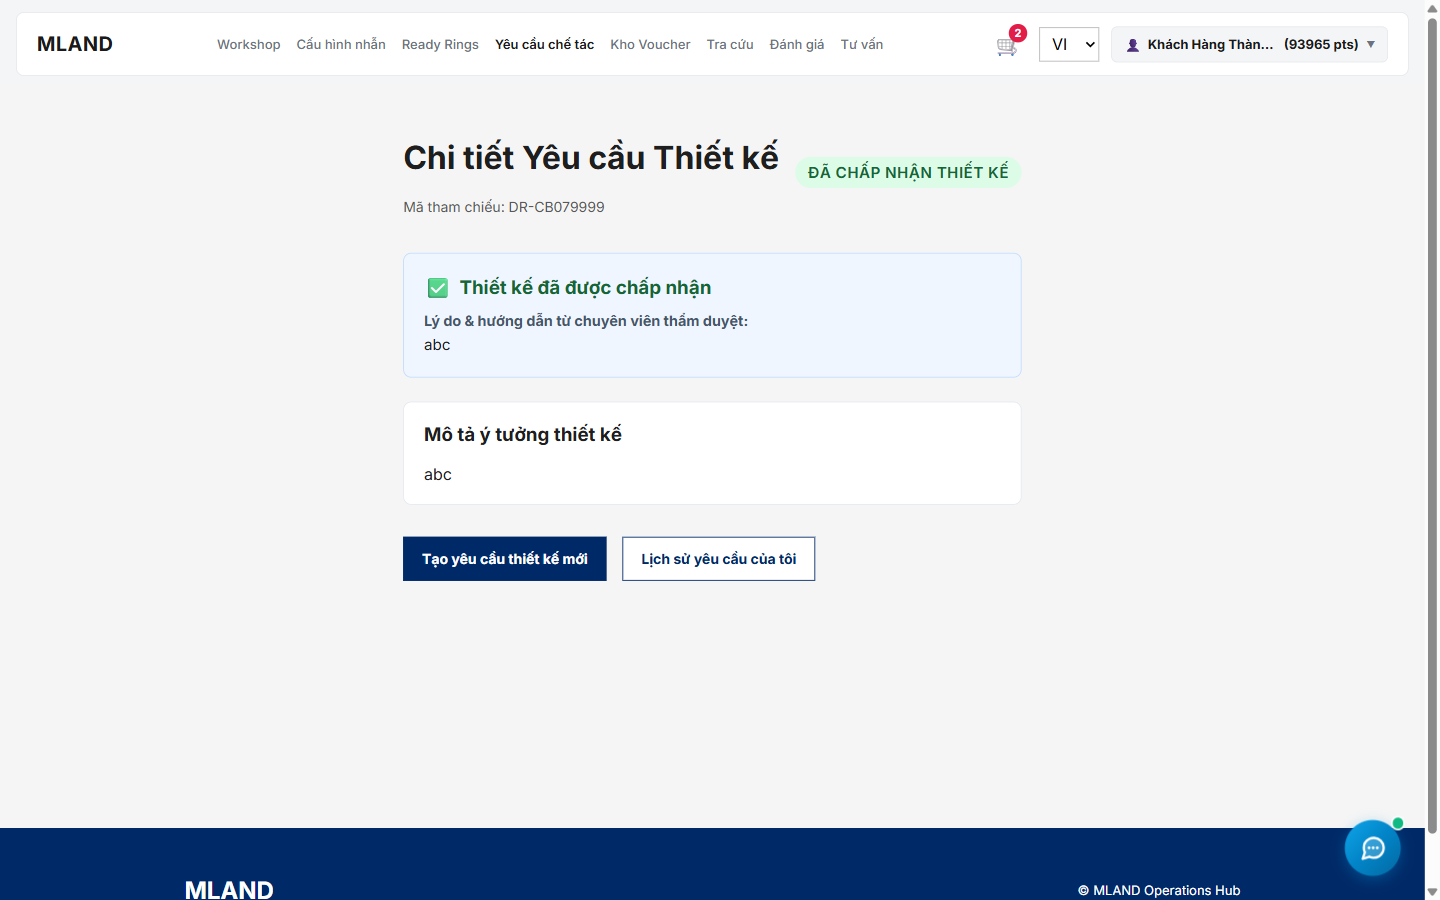 MLAND
Workshop Cấu hình nhẫn Ready Rings Yêu cầu chế tác Kho Voucher Tra cứu Đánh giá Tư vấn
2
VI
Khách Hàng Thàn... (93965 pts)
Chi tiết Yêu cầu Thiết kế
ĐÃ CHẤP NHẬN THIẾT KẾ
Mã tham chiếu: DR-CB079999
Thiết kế đã được chấp nhận
Lý do & hướng dẫn từ chuyên viên thẩm duyệt:
abc
Mô tả ý tưởng thiết kế
abc
Tạo yêu cầu thiết kế mới
Lịch sử yêu cầu của tôi
MLAND
© MLAND Operations Hub